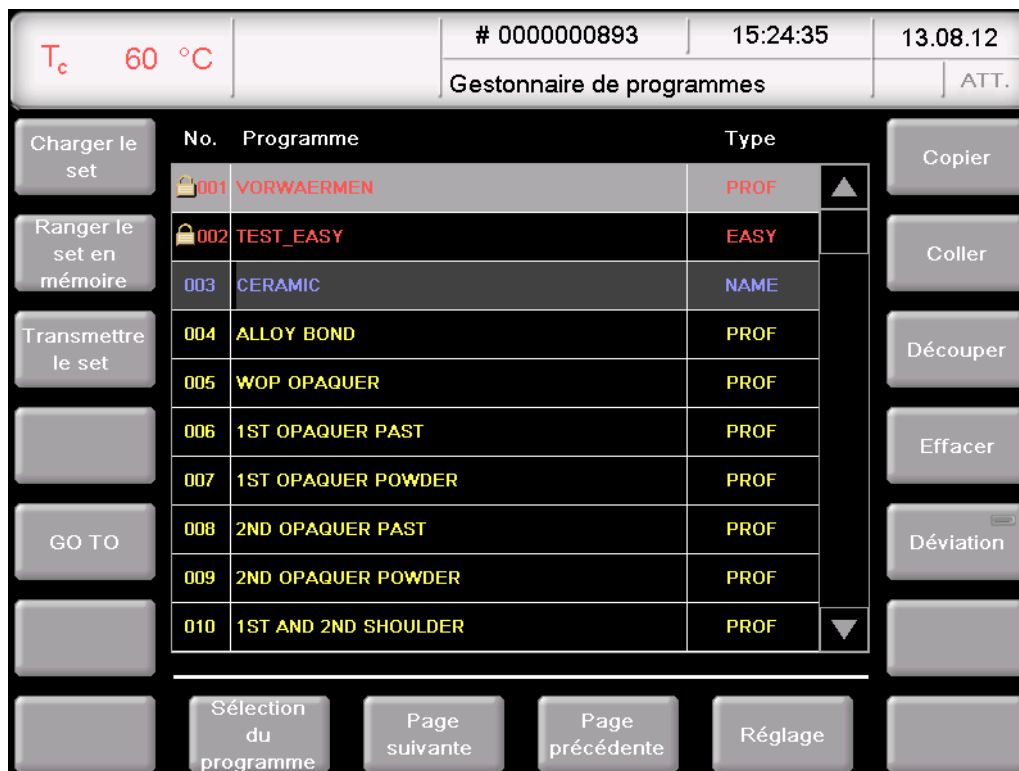 Tc 60 °C
# 0000000893
15:24:35
13.08.12
Gestonnaire de programmes
ATT.
Charger le
set
Ranger le
set en
mémoire
Transmettre
le set
GO TO
No. Programme Type
001 VORWAERMEN PROF
002 TEST_EASY EASY
003 CERAMIC NAME
004 ALLOY BOND PROF
005 WOP OPAQUER PROF
006 1ST OPAQUER PAST PROF
007 1ST OPAQUER POWDER PROF
008 2ND OPAQUER PAST PROF
009 2ND OPAQUER POWDER PROF
010 1ST AND 2ND SHOULDER PROF
Copier
Coller
Découper
Effacer
Déviation
Sélection
du
programme
Page
suivante
Page
précédente
Réglage